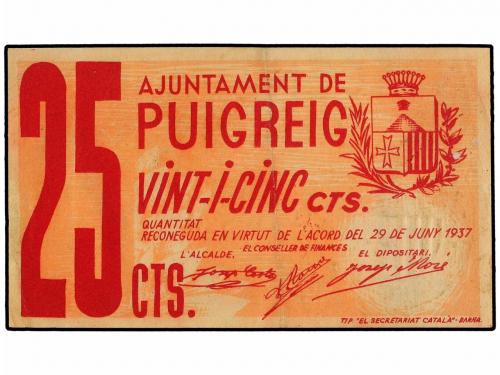 25
CTS.
AJUNTAMENT DE
PUIGREIG
VINT-I-CINC CTS.
QUANTITAT
RECONEGUDA EN VIRTUT DE L'ACORD DEL 29 DE JUNY 1937
L'ALCALDE, EL CONSELLER DE FINANCES EL DIPOSITARI,
TIP. "EL SECRETARIAT CATALÀ"-BARNA.